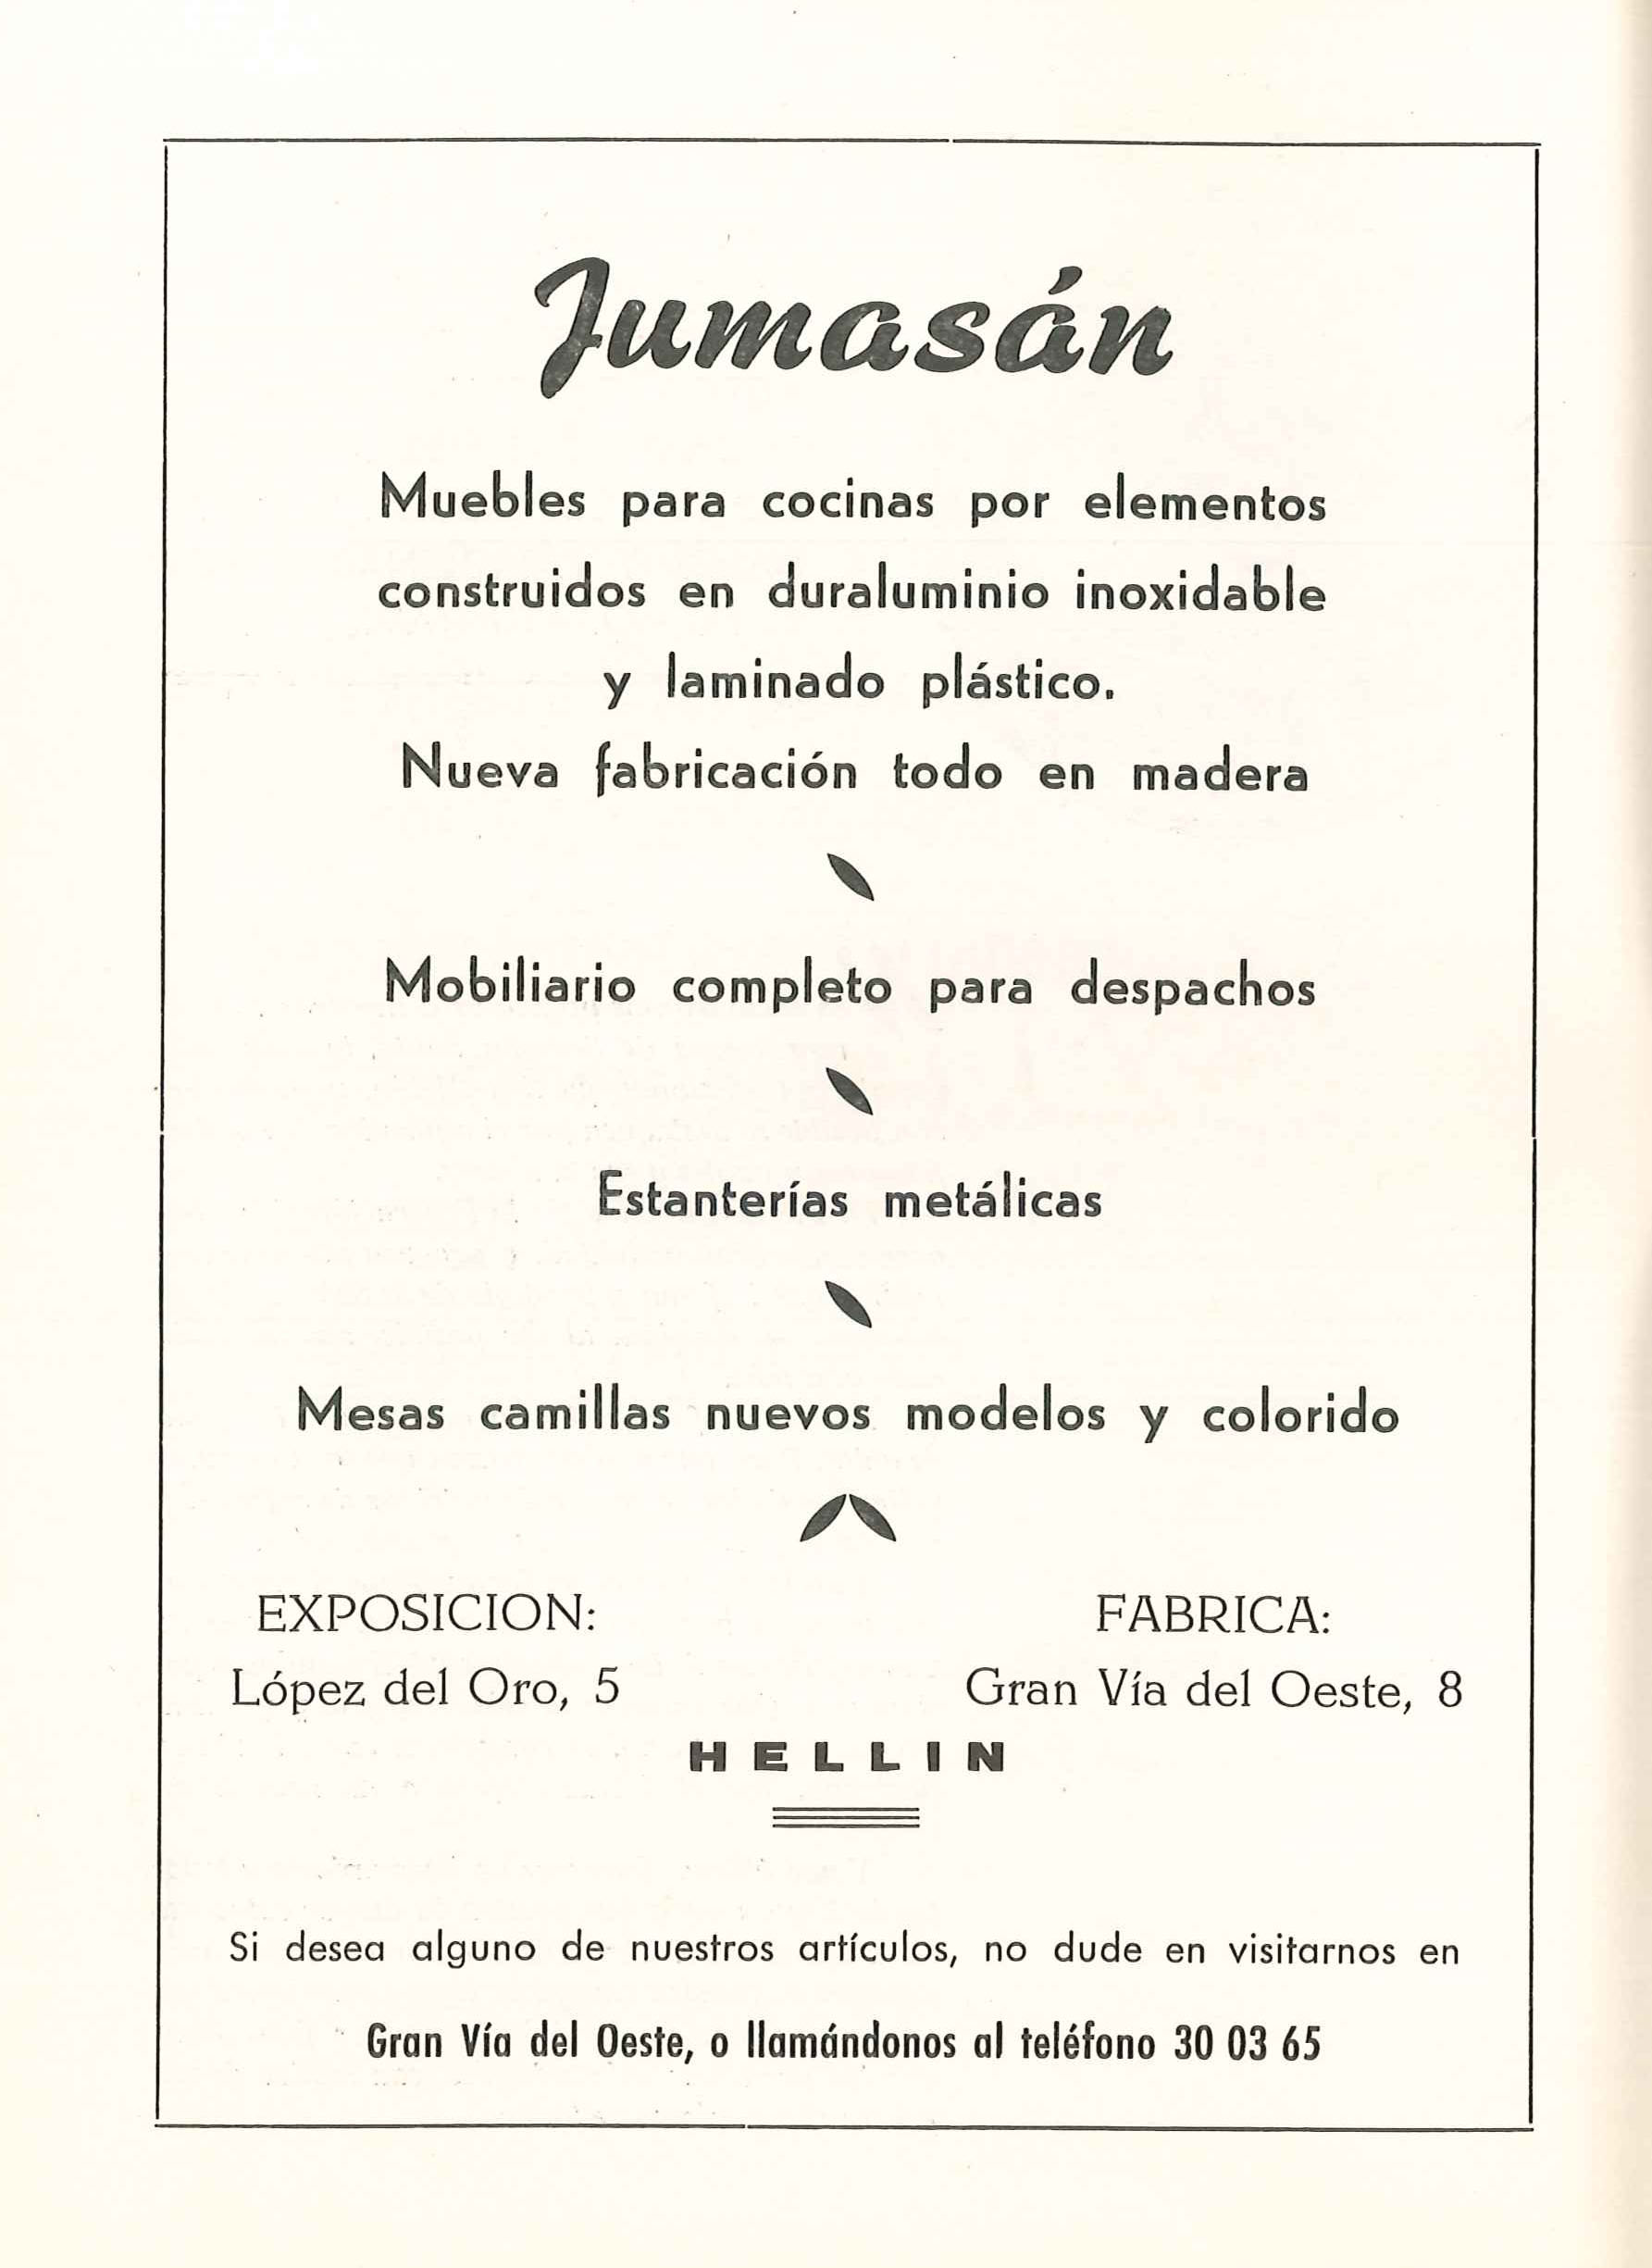 Jumasán
Muebles para cocinas por elementos
construidos en duraluminio inoxidable
y laminado plástico.
Nueva fabricación todo en madera
Mobiliario completo para despachos
Estanterías metálicas
Mesas camillas nuevos modelos y colorido
EXPOSICION:
López del Oro, 5
FABRICA:
Gran Vía del Oeste, 8
HELLIN
Si desea alguno de nuestros artículos, no dude en visitarnos en
Gran Vía del Oeste, o llamándonos al teléfono 30 03 65